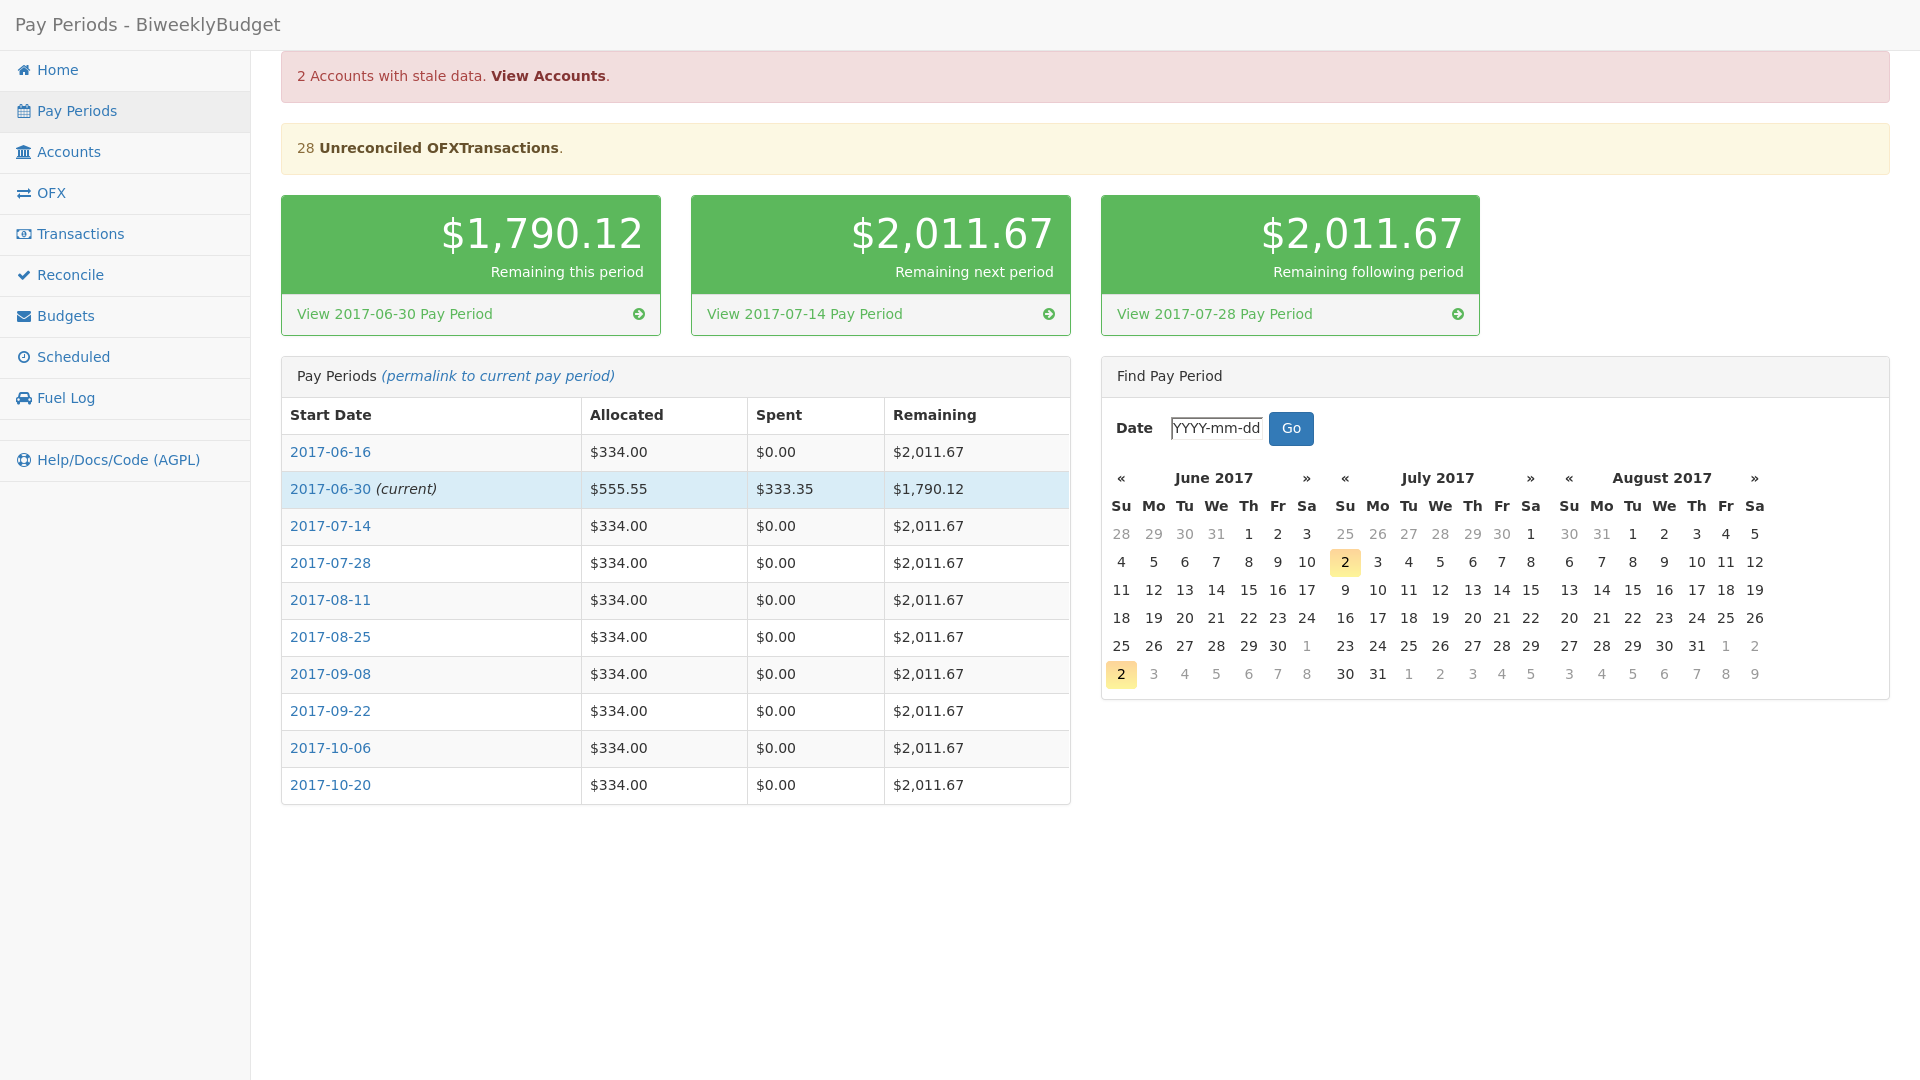 Pay Periods - BiweeklyBudget
Home
Pay Periods
Accounts
OFX
Transactions
Reconcile
Budgets
Scheduled
Fuel Log
Help/Docs/Code (AGPL)
2 Accounts with stale data. View Accounts.
28 Unreconciled OFXTransactions.
$1,790.12
Remaining this period
View 2017-06-30 Pay Period
$2,011.67
Remaining next period
View 2017-07-14 Pay Period
$2,011.67
Remaining following period
View 2017-07-28 Pay Period
Pay Periods (permalink to current pay period)
Start Date Allocated Spent Remaining
2017-06-16 $334.00 $0.00 $2,011.67
2017-06-30 (current) $555.55 $333.35 $1,790.12
2017-07-14 $334.00 $0.00 $2,011.67
2017-07-28 $334.00 $0.00 $2,011.67
2017-08-11 $334.00 $0.00 $2,011.67
2017-08-25 $334.00 $0.00 $2,011.67
2017-09-08 $334.00 $0.00 $2,011.67
2017-09-22 $334.00 $0.00 $2,011.67
2017-10-06 $334.00 $0.00 $2,011.67
2017-10-20 $334.00 $0.00 $2,011.67
Find Pay Period
Date YYYY-mm-dd Go
« June 2017 »
Su Mo Tu We Th Fr Sa
28 29 30 31 1 2 3
4 5 6 7 8 9 10
11 12 13 14 15 16 17
18 19 20 21 22 23 24
25 26 27 28 29 30 1
2 3 4 5 6 7 8
« July 2017 »
Su Mo Tu We Th Fr Sa
25 26 27 28 29 30 1
2 3 4 5 6 7 8
9 10 11 12 13 14 15
16 17 18 19 20 21 22
23 24 25 26 27 28 29
30 31 1 2 3 4 5
« August 2017 »
Su Mo Tu We Th Fr Sa
30 31 1 2 3 4 5
6 7 8 9 10 11 12
13 14 15 16 17 18 19
20 21 22 23 24 25 26
27 28 29 30 31 1 2
3 4 5 6 7 8 9